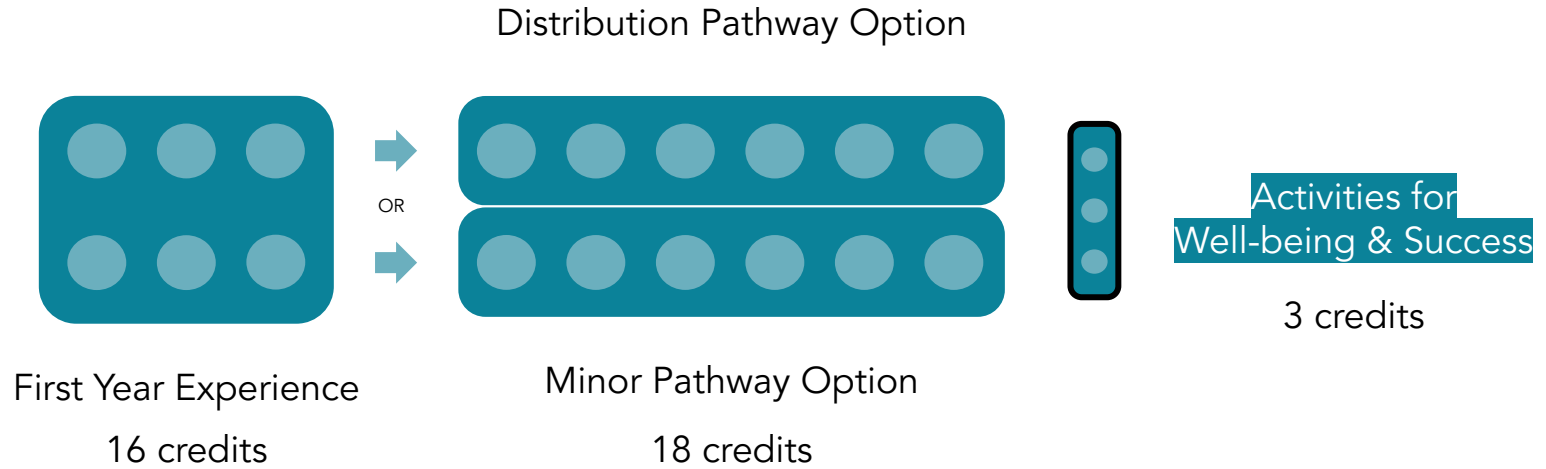 Distribution Pathway Option
OR
Activities for
Well-being & Success
3 credits
First Year Experience
16 credits
Minor Pathway Option
18 credits